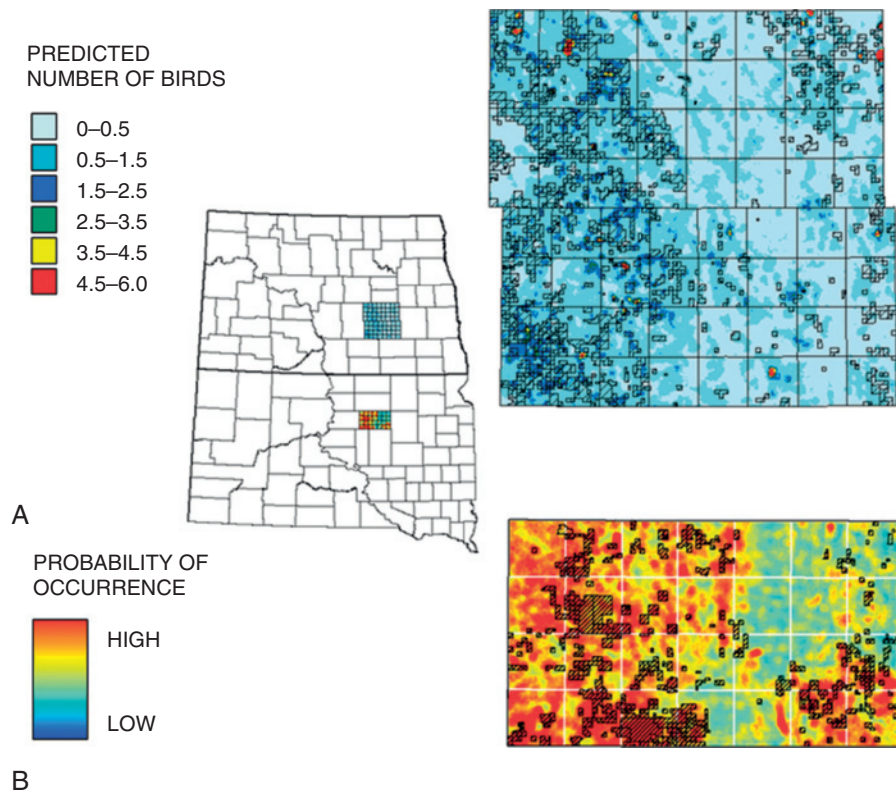 PREDICTED
NUMBER OF BIRDS
0–0.5
0.5–1.5
1.5–2.5
2.5–3.5
3.5–4.5
4.5–6.0
A
PROBABILITY OF
OCCURRENCE
HIGH
LOW
B